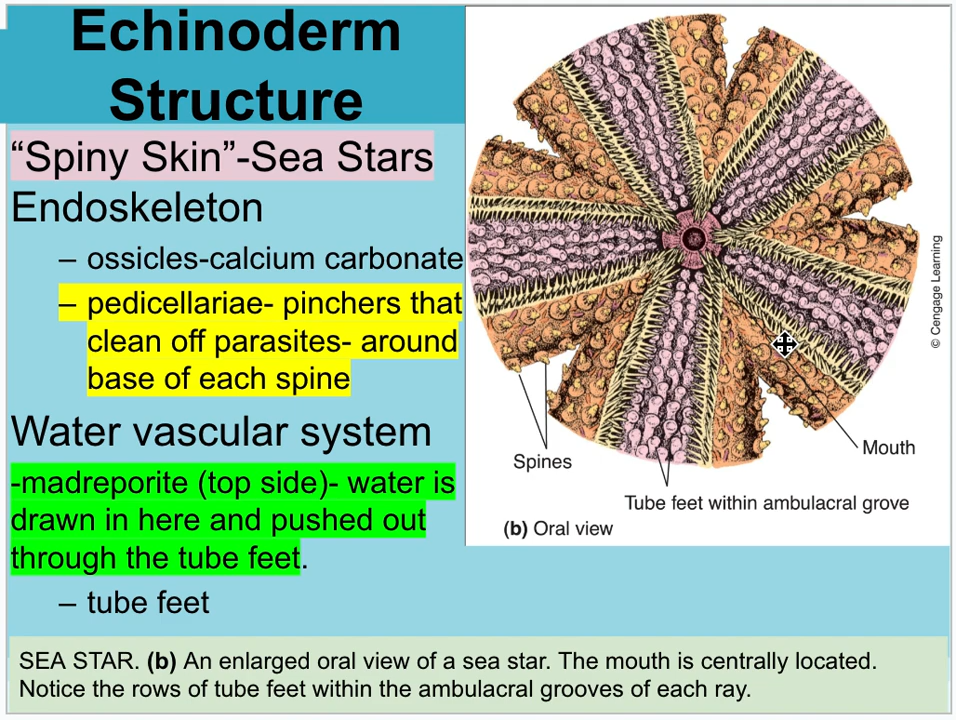 Echinoderm
Structure
“Spiny Skin”-Sea Stars
Endoskeleton
– ossicles-calcium carbonate
– pedicellariae- pinchers that
clean off parasites- around
base of each spine
Water vascular system
-madreporite (top side)- water is
drawn in here and pushed out
through the tube feet.
– tube feet
© Cengage Learning
Mouth
Spines
Tube feet within ambulacral grove
(b) Oral view
SEA STAR. (b) An enlarged oral view of a sea star. The mouth is centrally located.
Notice the rows of tube feet within the ambulacral grooves of each ray.